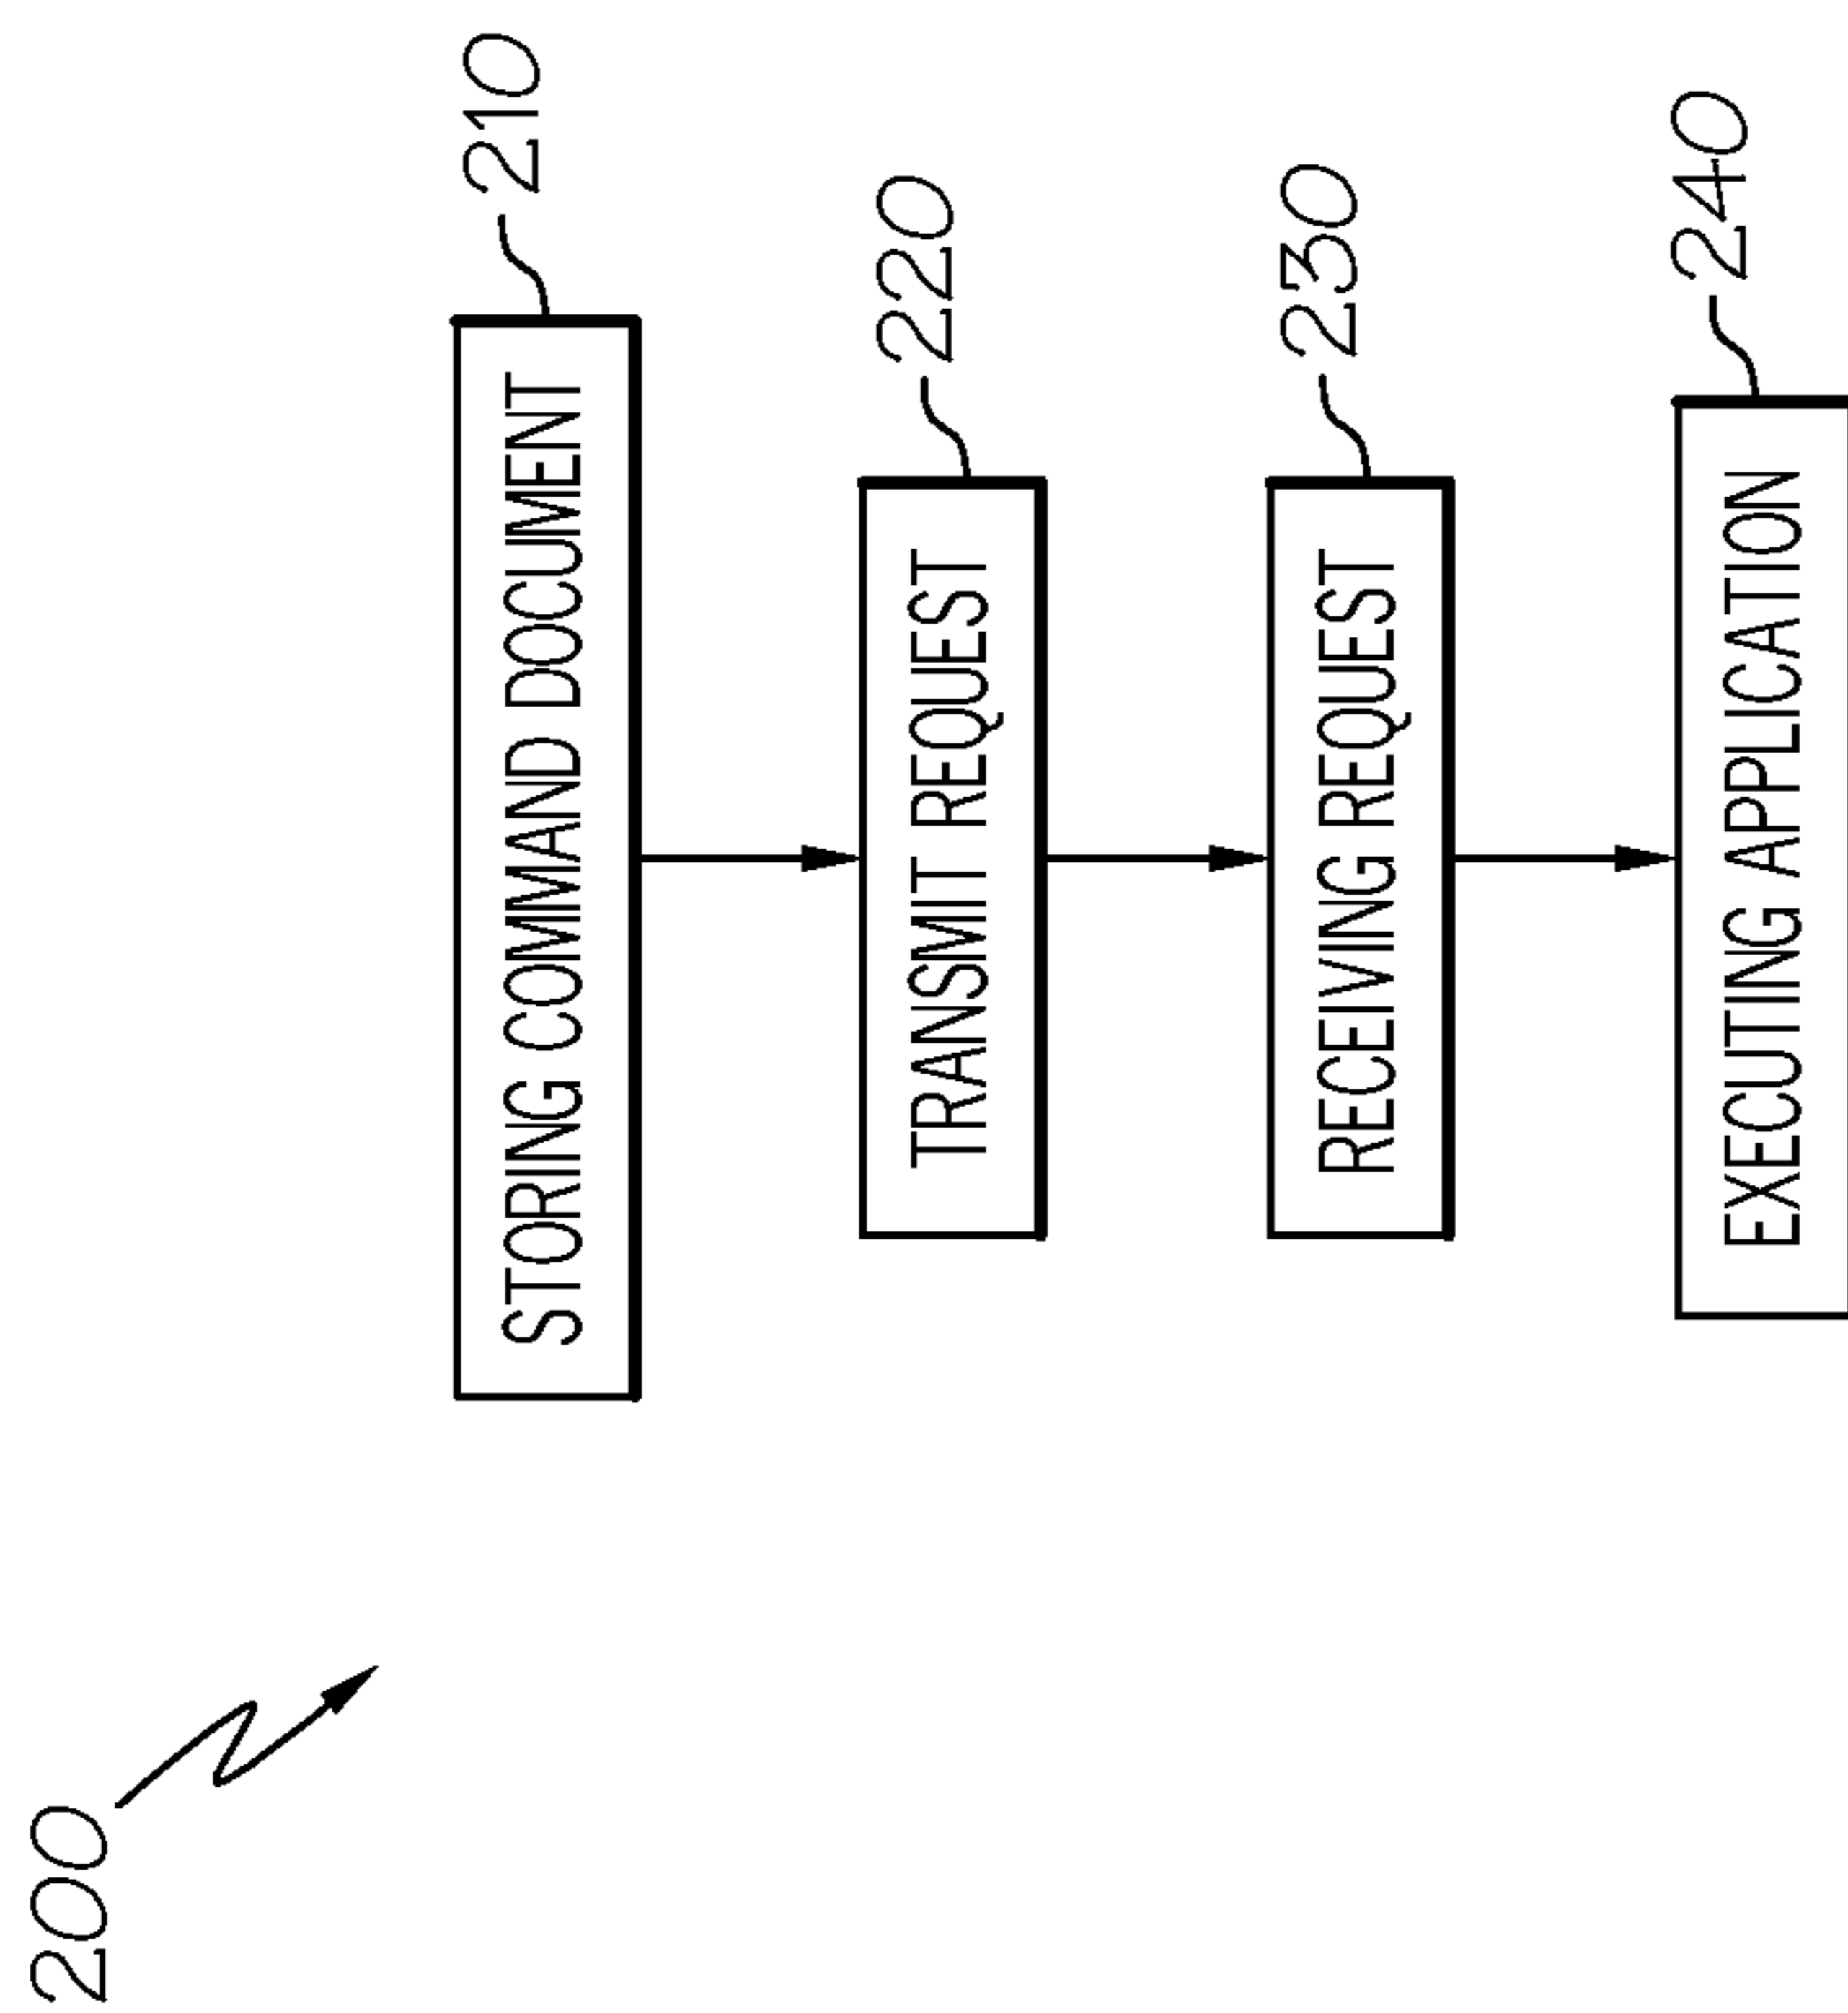 200
STORING COMMAND DOCUMENT
210
TRANSMIT REQUEST
220
RECEIVING REQUEST
230
EXECUTING APPLICATION
240